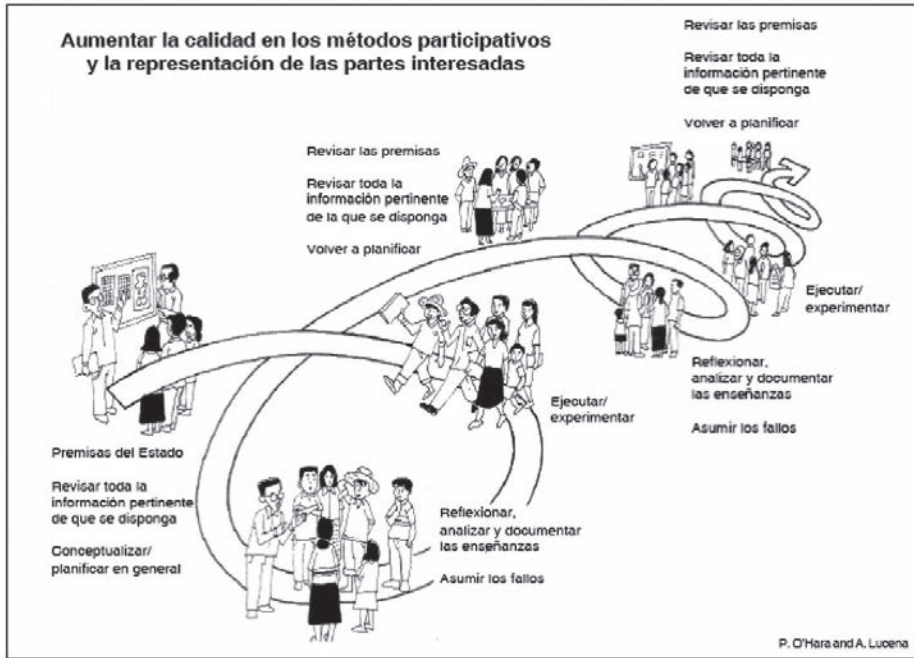 Aumentar la calidad en los métodos participativos
y la representación de las partes interesadas
Premisas del Estado
Revisar toda la
información pertinente
de que se disponga
Conceptualizar/
planificar en general
Ejecutar/
experimentar
Reflexionar,
analizar y documentar
las enseñanzas
Asumir los fallos
Revisar las premisas
Revisar toda la
información pertinente
de la que se disponga
Volver a planificar
Ejecutar/
experimentar
Reflexionar,
analizar y documentar
las enseñanzas
Asumir los fallos
Revisar las premisas
Revisar toda la
información pertinente
de que se disponga
Volver a planificar
P. O'Hara and A. Lucena